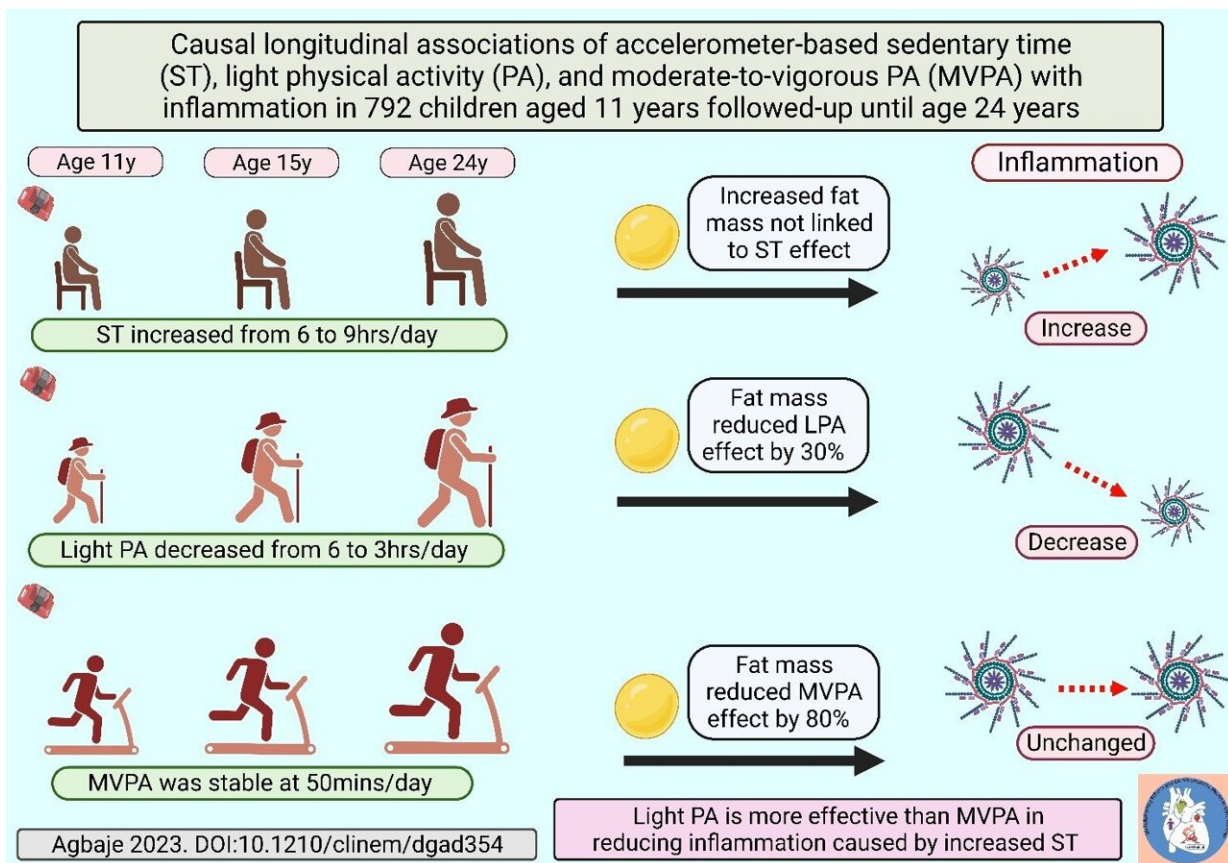 Causal longitudinal associations of accelerometer-based sedentary time
(ST), light physical activity (PA), and moderate-to-vigorous PA (MVPA) with
inflammation in 792 children aged 11 years followed-up until age 24 years
Age 11y
Age 15y
Age 24y
Inflammation
Increased fat
mass not linked
to ST effect
ST increased from 6 to 9hrs/day
Increase
Fat mass
reduced LPA
effect by 30%
Light PA decreased from 6 to 3hrs/day
Decrease
Fat mass
reduced MVPA
effect by 80%
Unchanged
MVPA was stable at 50mins/day
Agbaje 2023. DOI:10.1210/clinem/dgad354
Light PA is more effective than MVPA in
reducing inflammation caused by increased ST